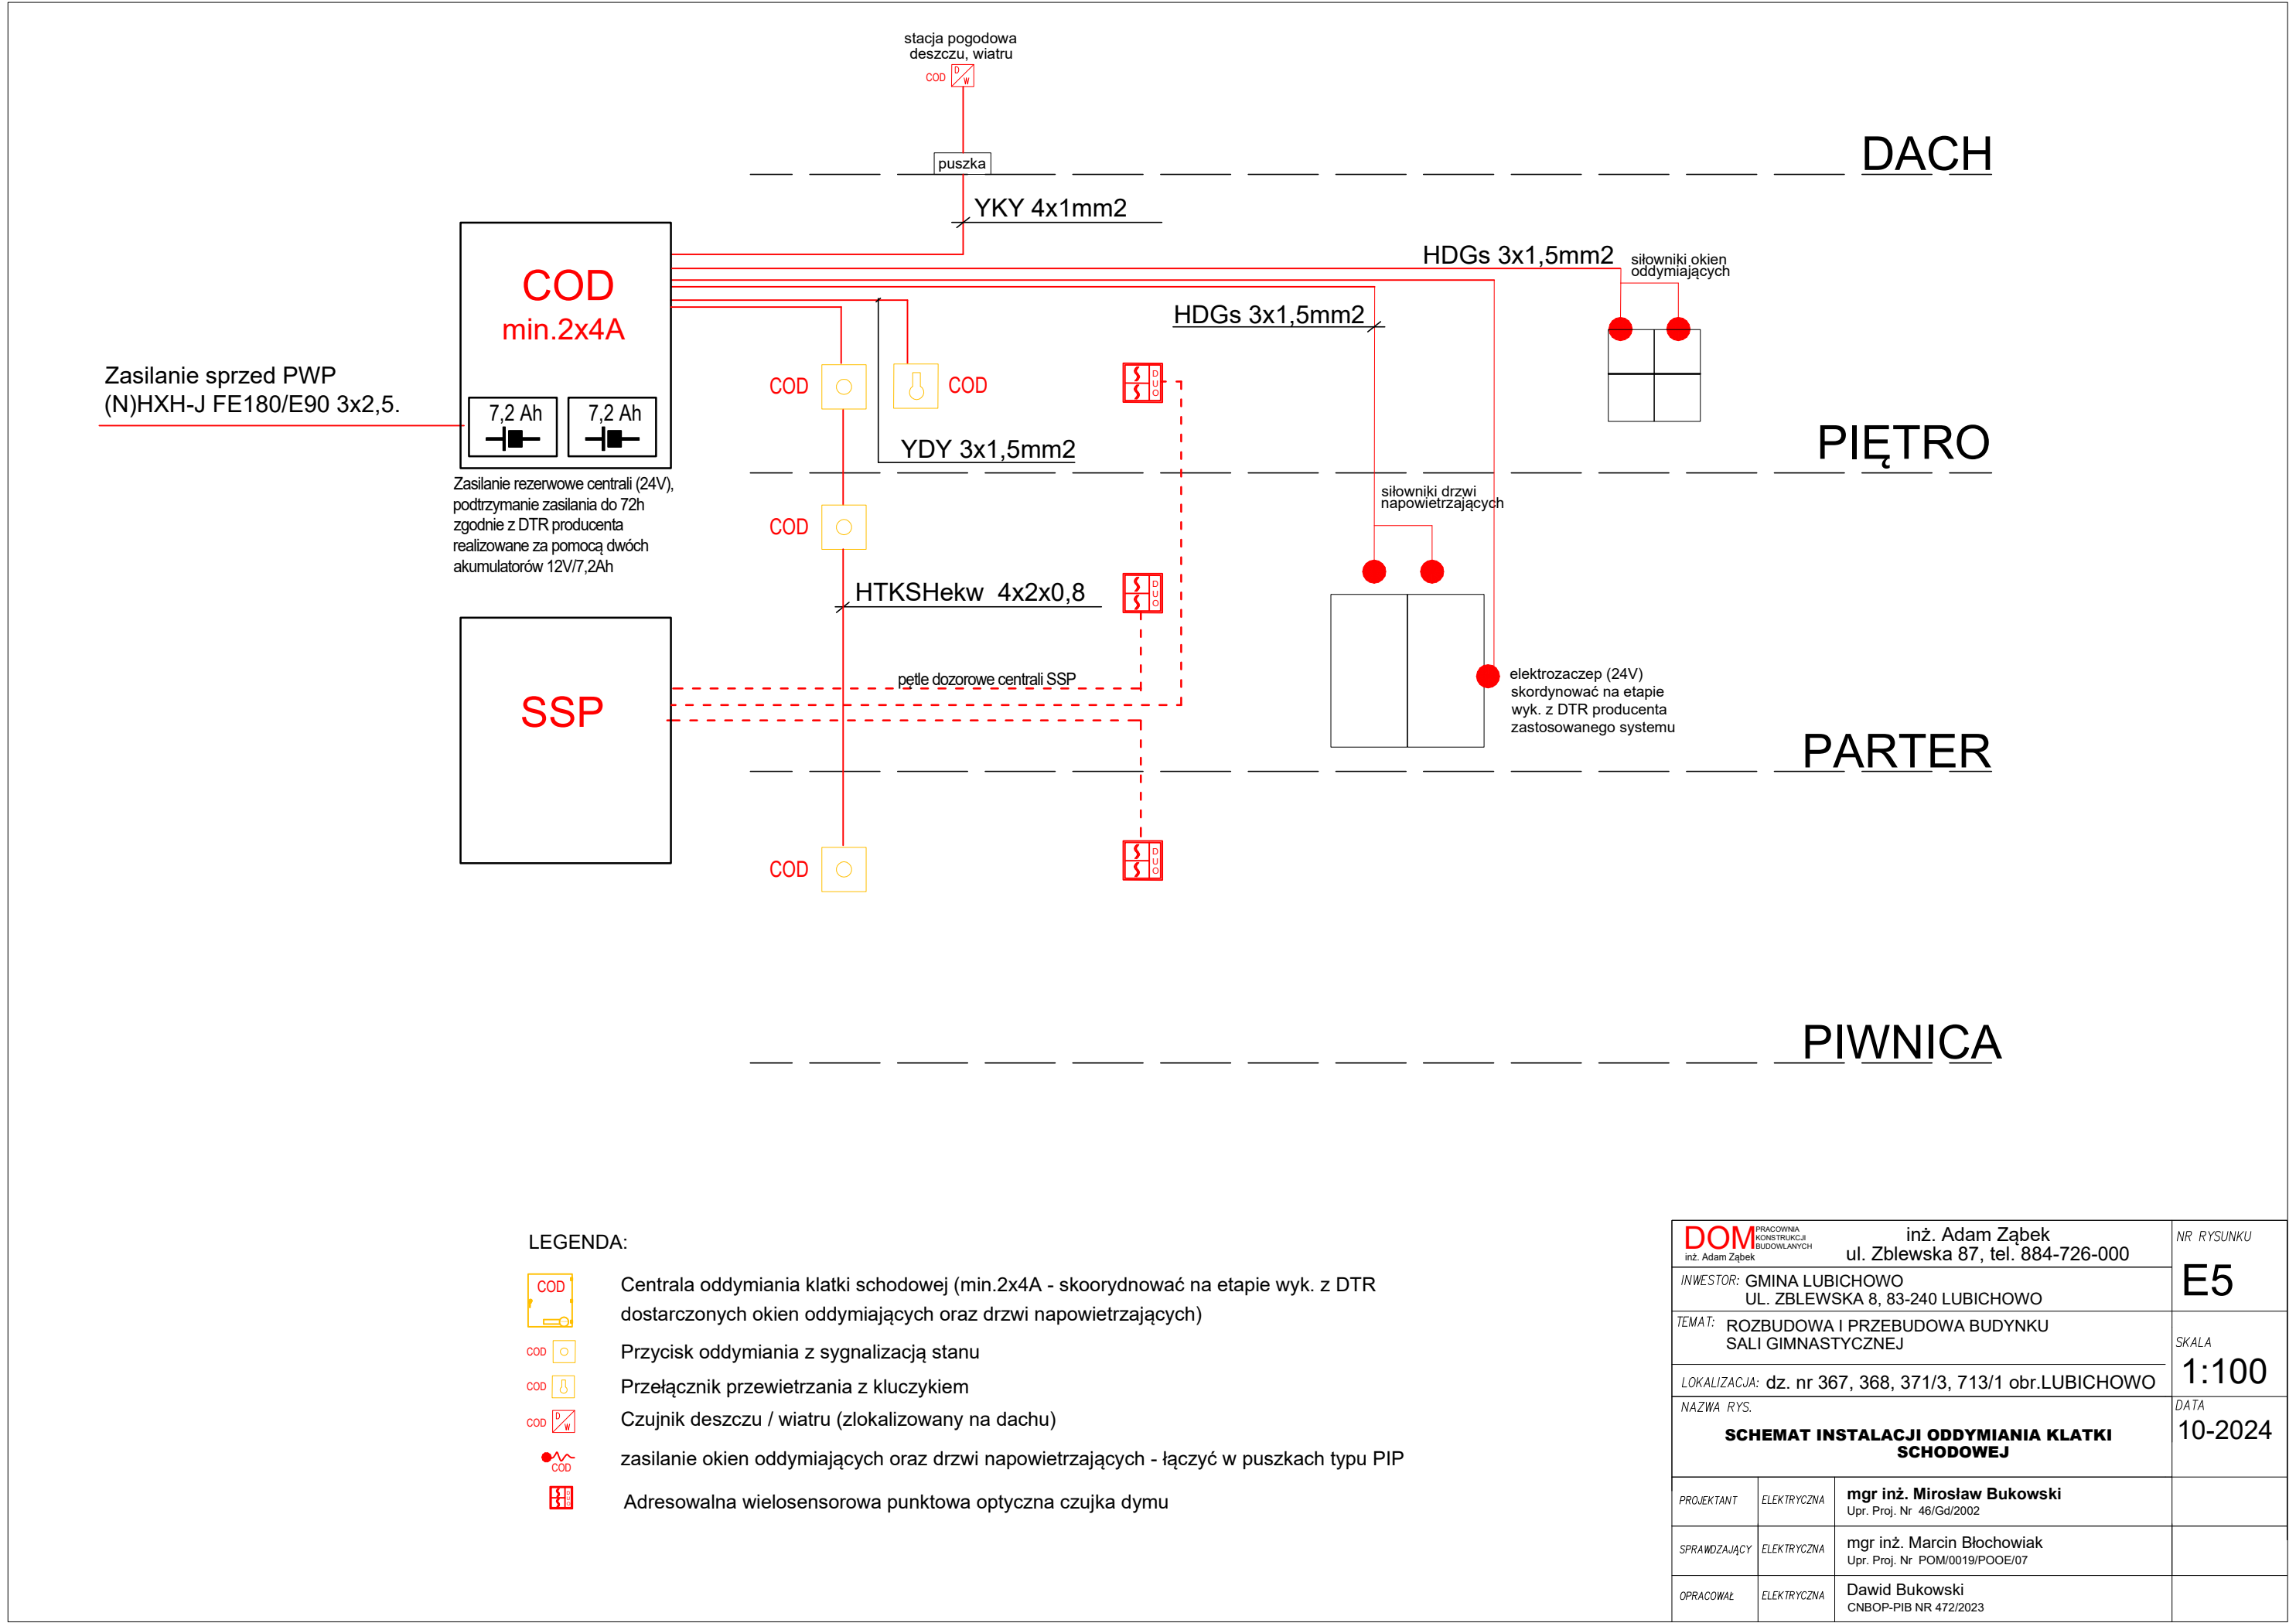 stacja pogodowa
deszczu, wiatru
COD D/W
puszka
DACH
YKY 4x1mm2
COD
min.2x4A
HDGs 3x1,5mm2
siłowniki okien
oddymiających
HDGs 3x1,5mm2
Zasilanie sprzed PWP
(N)HXH-J FE180/E90 3x2,5.
7,2 Ah
7,2 Ah
COD
COD
DUO
YDY 3x1,5mm2
PIĘTRO
Zasilanie rezerwowe centrali (24V),
podtrzymanie zasilania do 72h
zgodnie z DTR producenta
realizowane za pomocą dwóch
akumulatorów 12V/7,2Ah
siłowniki drzwi
napowietrzających
COD
HTKSHekw  4x2x0,8
DUO
SSP
pętle dozorowe centrali SSP
elektrozaczep (24V)
skordynować na etapie
wyk. z DTR producenta
zastosowanego systemu
PARTER
COD
DUO
PIWNICA
LEGENDA:
COD
Centrala oddymiania klatki schodowej (min.2x4A - skoorydnować na etapie wyk. z DTR
dostarczonych okien oddymiających oraz drzwi napowietrzających)
COD Przycisk oddymiania z sygnalizacją stanu
COD Przełącznik przewietrzania z kluczykiem
COD D/W Czujnik deszczu / wiatru (zlokalizowany na dachu)
COD zasilanie okien oddymiających oraz drzwi napowietrzających - łączyć w puszkach typu PIP
DUO Adresowalna wielosensorowa punktowa optyczna czujka dymu
DOM
PRACOWNIA
KONSTRUKCJI
BUDOWLANYCH
inż. Adam Ząbek
inż. Adam Ząbek
ul. Zblewska 87, tel. 884-726-000
NR RYSUNKU
E5
INWESTOR: GMINA LUBICHOWO
UL. ZBLEWSKA 8, 83-240 LUBICHOWO
TEMAT: ROZBUDOWA I PRZEBUDOWA BUDYNKU
SALI GIMNASTYCZNEJ
SKALA
1:100
LOKALIZACJA: dz. nr 367, 368, 371/3, 713/1 obr.LUBICHOWO
NAZWA RYS.
SCHEMAT INSTALACJI ODDYMIANIA KLATKI
SCHODOWEJ
DATA
10-2024
PROJEKTANT ELEKTRYCZNA mgr inż. Mirosław Bukowski
Upr. Proj. Nr  46/Gd/2002
SPRAWDZAJĄCY ELEKTRYCZNA mgr inż. Marcin Błochowiak
Upr. Proj. Nr  POM/0019/POOE/07
OPRACOWAŁ ELEKTRYCZNA Dawid Bukowski
CNBOP-PIB NR 472/2023